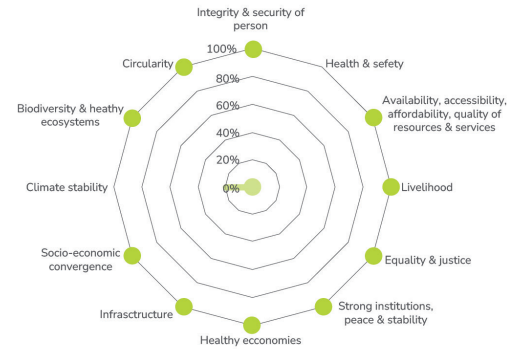 Integrity & security of
person
100%
Circularity
Health & safety
80%
Availability, accessibility,
affordability, quality of
resources & services
Biodiversity & heathy
ecosystems
60%
40%
20%
Climate stability
0%
Livelihood
Socio-economic
convergence
Equality & justice
Infrasctructure
Strong institutions,
peace & stability
Healthy ecconomies